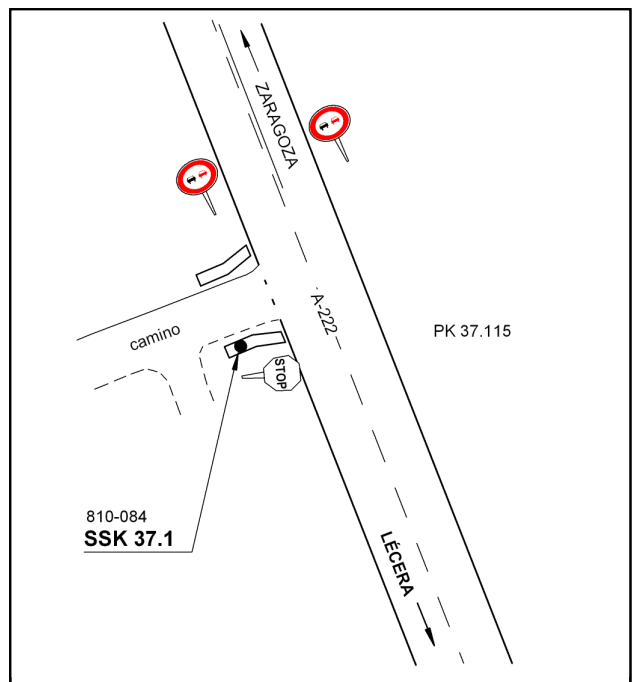 ZARAGOZA
A-222
PK 37.115
camino
STOP
810-084
SSK 37.1
LÉCERA